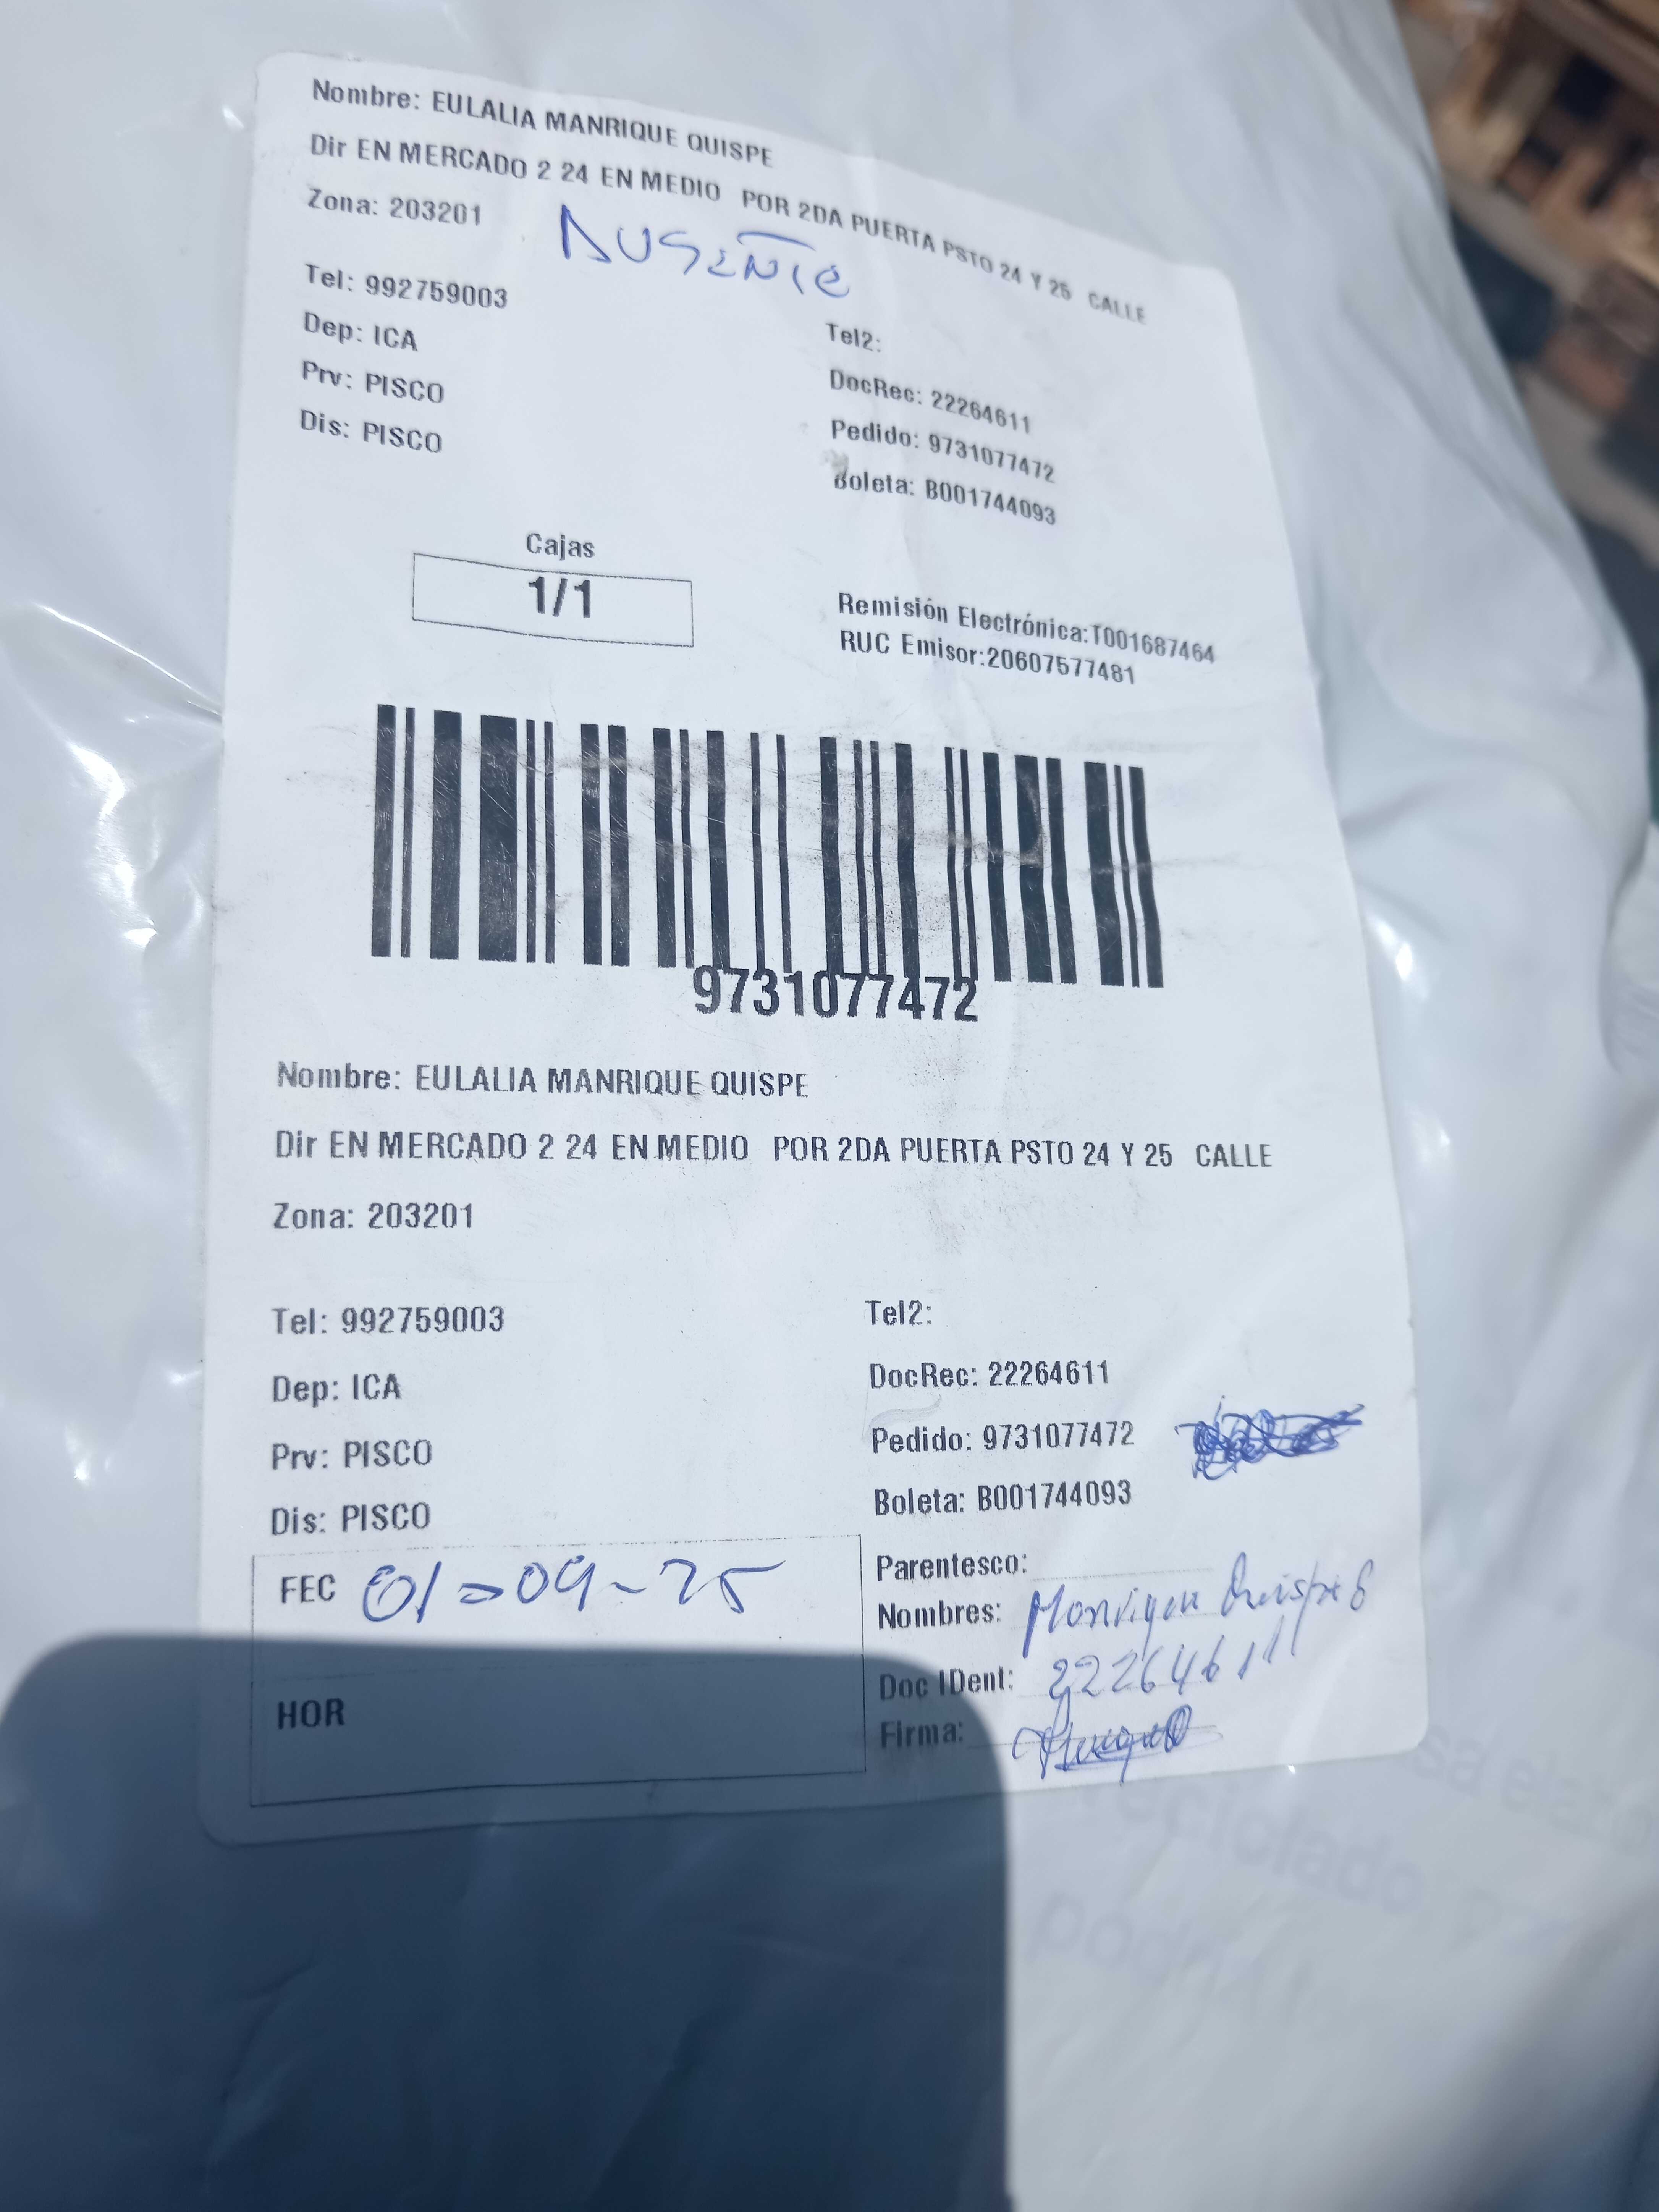 Nombre: EULALIA MANRIQUE QUISPE
Dir EN MERCADO 2 24 EN MEDIO POR 2DA PUERTA PSTO 24 Y 25 CALLE
Zona: 203201
AUSENTE
Tel: 992759003
Tel2:
Dep: ICA
DocRec: 22264611
Prv: PISCO
Pedido: 9731077472
Dis: PISCO
Boleta: B001744093
Cajas
1/1
Remisión Electrónica:T001687464
RUC Emisor:20607577481
9731077472
Nombre: EULALIA MANRIQUE QUISPE
Dir EN MERCADO 2 24 EN MEDIO POR 2DA PUERTA PSTO 24 Y 25 CALLE
Zona: 203201
Tel: 992759003
Tel2:
Dep: ICA
DocRec: 22264611
Prv: PISCO
Pedido: 9731077472
Dis: PISCO
Boleta: B001744093
FEC 01-09-25
Parentesco:
Nombres: Manrique Quispe E
Doc IDent: 22264611
HOR
Firma:
reciclado